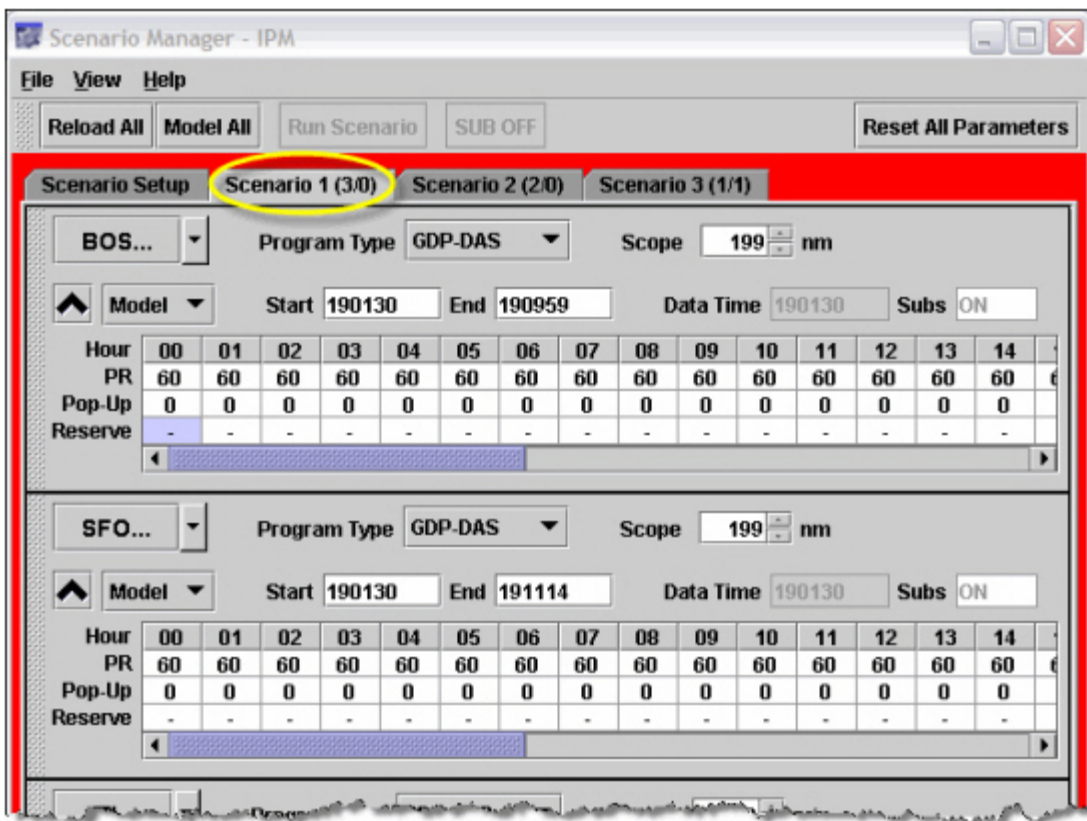 Scenario Manager - IPM
File View Help
Reload All Model All Run Scenario SUB OFF Reset All Parameters
Scenario Setup Scenario 1 (3/0) Scenario 2 (2/0) Scenario 3 (1/1)
BOS... Program Type GDP-DAS Scope 199 nm
Model Start 190130 End 190959 Data Time 190130 Subs ON
Hour 00 01 02 03 04 05 06 07 08 09 10 11 12 13 14
PR 60 60 60 60 60 60 60 60 60 60 60 60 60 60 60
Pop-Up 0 0 0 0 0 0 0 0 0 0 0 0 0 0 0
Reserve - - - - - - - - - - - - - - -
SFO... Program Type GDP-DAS Scope 199 nm
Model Start 190130 End 191114 Data Time 190130 Subs ON
Hour 00 01 02 03 04 05 06 07 08 09 10 11 12 13 14
PR 60 60 60 60 60 60 60 60 60 60 60 60 60 60 60
Pop-Up 0 0 0 0 0 0 0 0 0 0 0 0 0 0 0
Reserve - - - - - - - - - - - - - - -